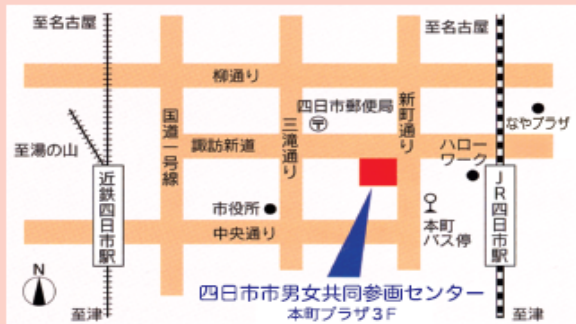 至名古屋
至名古屋
柳通り
四日市郵便局
〒
新町通り
なやプラザ
国道一号線
三滝通り
諏訪新道
ハロー
ワーク
至湯の山
近鉄四日市駅
JR四日市駅
市役所
本町
バス停
中央通り
N
四日市市男女共同参画センター
本町プラザ3F
至津
至津